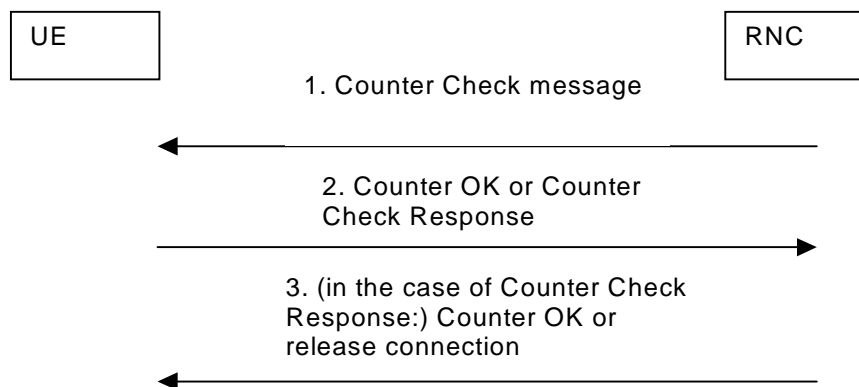 UE
RNC
1. Counter Check message
2. Counter OK or Counter
Check Response
3. (in the case of Counter Check
Response:) Counter OK or
release connection